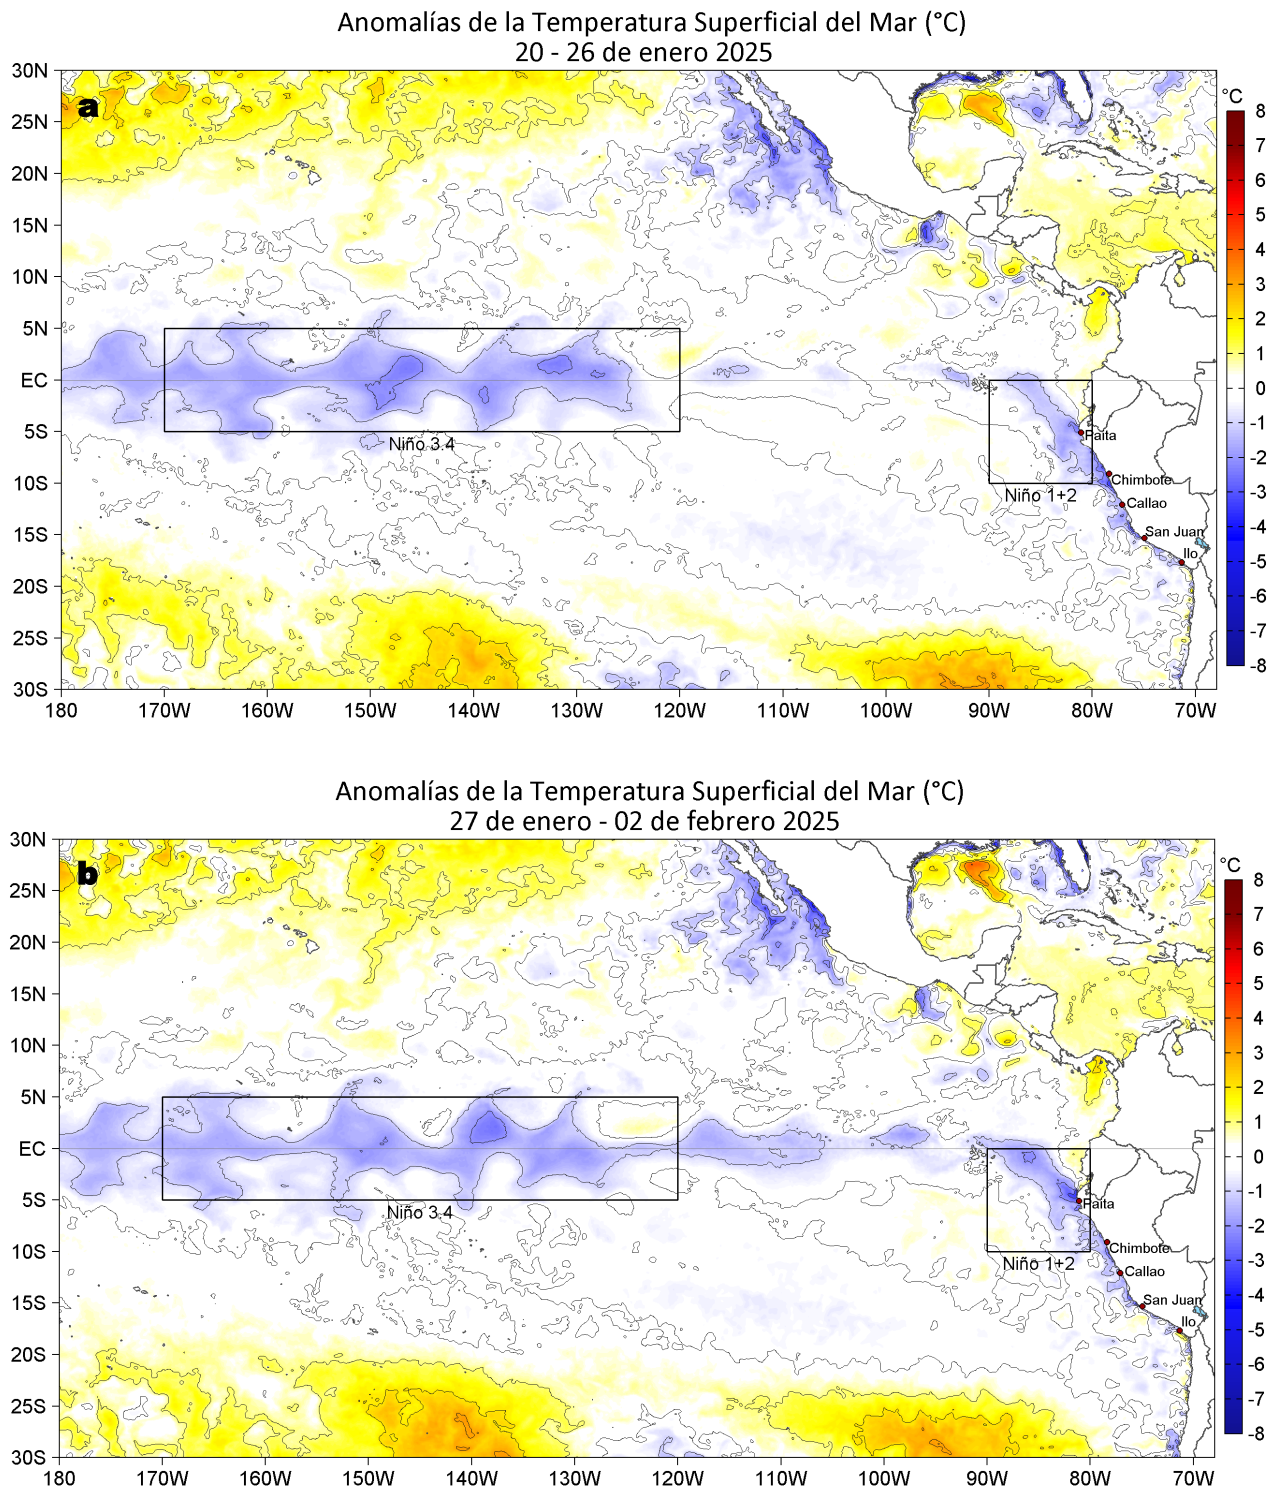 Anomalías de la Temperatura Superficial del Mar (°C)
20 - 26 de enero 2025
a
30N
25N
20N
15N
10N
5N
EC
5S
10S
15S
20S
25S
30S
180
170W
160W
150W
140W
130W
120W
110W
100W
90W
80W
70W
Niño 3.4
Niño 1+2
Paita
Chimbote
Callao
San Juan
Ilo
°C
8
7
6
5
4
3
2
1
0
-1
-2
-3
-4
-5
-6
-7
-8
Anomalías de la Temperatura Superficial del Mar (°C)
27 de enero - 02 de febrero 2025
b
30N
25N
20N
15N
10N
5N
EC
5S
10S
15S
20S
25S
30S
180
170W
160W
150W
140W
130W
120W
110W
100W
90W
80W
70W
Niño 3.4
Niño 1+2
Paita
Chimbote
Callao
San Juan
Ilo
°C
8
7
6
5
4
3
2
1
0
-1
-2
-3
-4
-5
-6
-7
-8